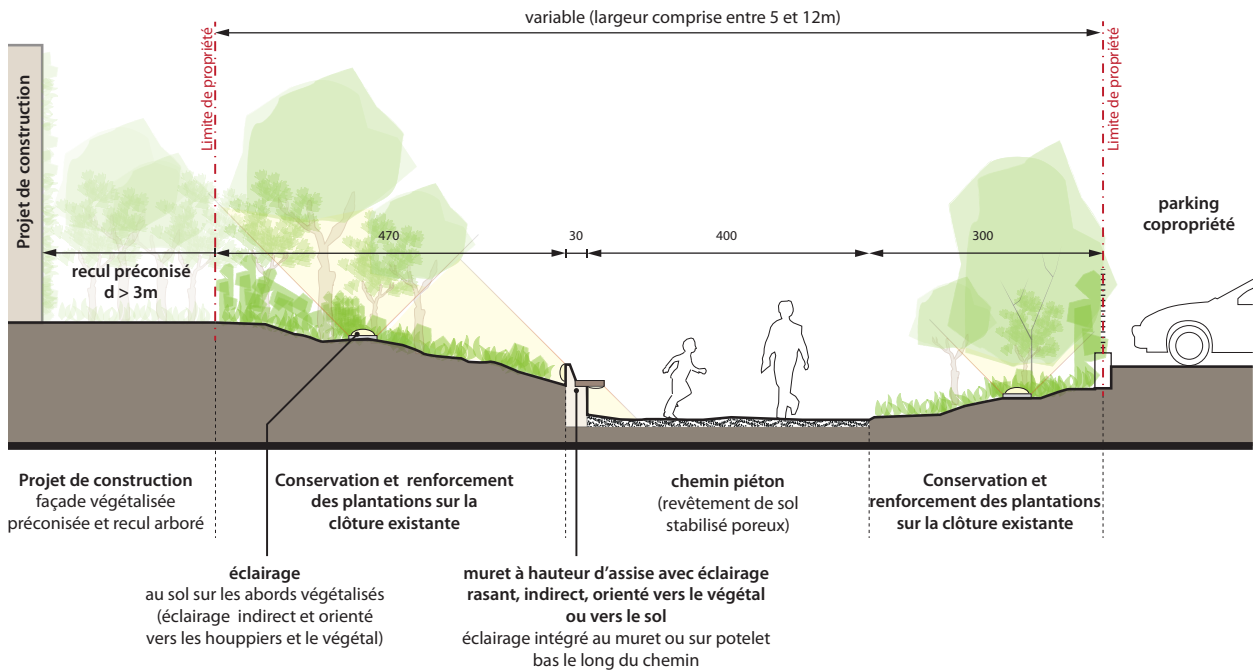 variable (largeur comprise entre 5 et 12m)
Limite de propriété
Limite de propriété
Projet de construction
parking
copropriété
470
30
400
300
recul préconisé
d > 3m
Projet de construction
façade végétalisée
préconisée et recul arboré
Conservation et renforcement
des plantations sur la
clôture existante
chemin piéton
(revêtement de sol
stabilisé poreux)
Conservation et
renforcement des plantations
sur la clôture existante
éclairage
au sol sur les abords végétalisés
(éclairage indirect et orienté
vers les houppiers et le végétal)
muret à hauteur d'assise avec éclairage
rasant, indirect, orienté vers le végétal
ou vers le sol
éclairage intégré au muret ou sur potelet
bas le long du chemin